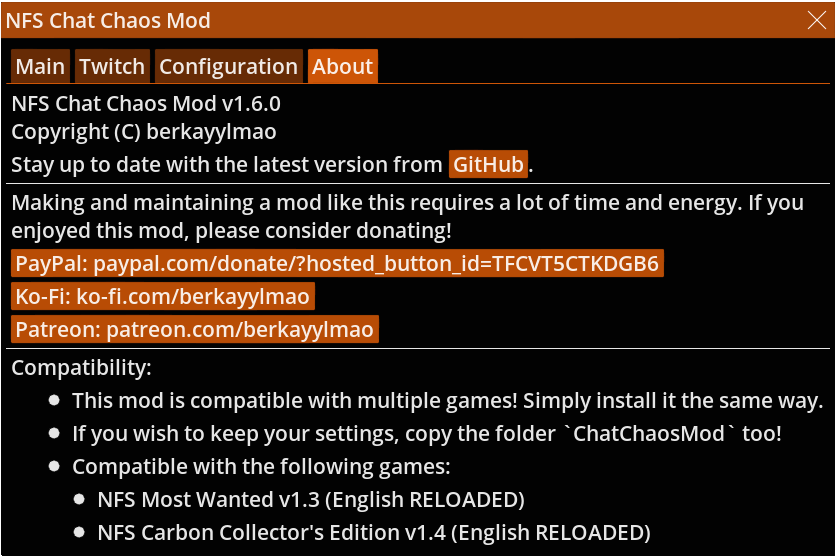 NFS Chat Chaos Mod
Main Twitch Configuration About
NFS Chat Chaos Mod v1.6.0
Copyright (C) berkayylmao
Stay up to date with the latest version from GitHub.
Making and maintaining a mod like this requires a lot of time and energy. If you
enjoyed this mod, please consider donating!
PayPal: paypal.com/donate/?hosted_button_id=TFCVT5CTKDGB6
Ko-Fi: ko-fi.com/berkayylmao
Patreon: patreon.com/berkayylmao
Compatibility:
● This mod is compatible with multiple games! Simply install it the same way.
● If you wish to keep your settings, copy the folder `ChatChaosMod` too!
● Compatible with the following games:
● NFS Most Wanted v1.3 (English RELOADED)
● NFS Carbon Collector's Edition v1.4 (English RELOADED)